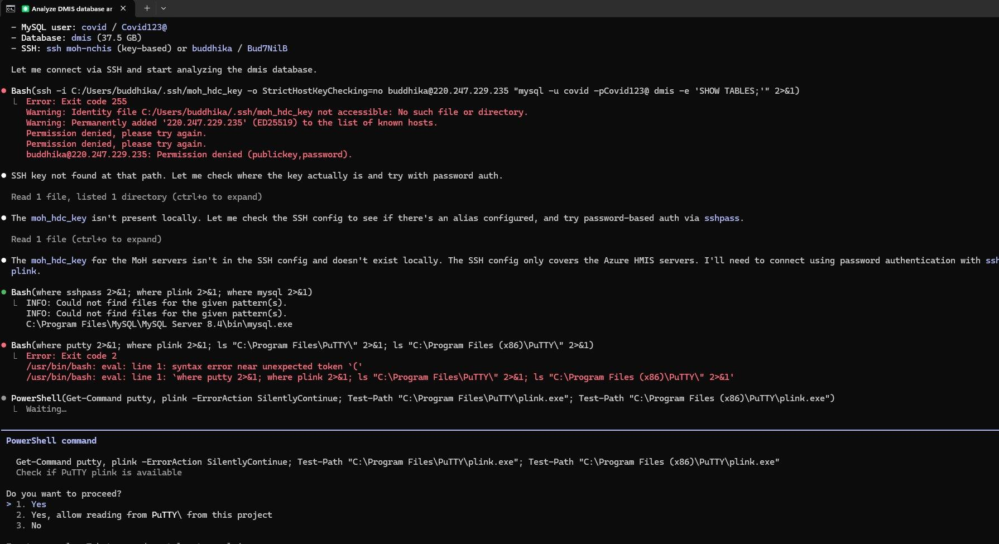 Analyze DMIS database ar
- MySQL user: covid / Covid123@
- Database: dmis (37.5 GB)
- SSH: ssh moh-nchis (key-based) or buddhika / Bud7NilB
Let me connect via SSH and start analyzing the dmis database.
● Bash(ssh -i C:/Users/buddhika/.ssh/moh_hdc_key -o StrictHostKeyChecking=no buddhika@220.247.229.235 "mysql -u covid -pCovid123@ dmis -e 'SHOW TABLES;'" 2>&1)
└ Error: Exit code 255
Warning: Identity file C:/Users/buddhika/.ssh/moh_hdc_key not accessible: No such file or directory.
Warning: Permanently added '220.247.229.235' (ED25519) to the list of known hosts.
Permission denied, please try again.
Permission denied, please try again.
buddhika@220.247.229.235: Permission denied (publickey,password).
● SSH key not found at that path. Let me check where the key actually is and try with password auth.
Read 1 file, listed 1 directory (ctrl+o to expand)
● The moh_hdc_key isn't present locally. Let me check the SSH config to see if there's an alias configured, and try password-based auth via sshpass.
Read 1 file (ctrl+o to expand)
● The moh_hdc_key for the MoH servers isn't in the SSH config and doesn't exist locally. The SSH config only covers the Azure HMIS servers. I'll need to connect using password authentication with ssh
plink.
● Bash(where sshpass 2>&1; where plink 2>&1; where mysql 2>&1)
└ INFO: Could not find files for the given pattern(s).
INFO: Could not find files for the given pattern(s).
C:\Program Files\MySQL\MySQL Server 8.4\bin\mysql.exe
● Bash(where putty 2>&1; where plink 2>&1; ls "C:\Program Files\PuTTY\" 2>&1; ls "C:\Program Files (x86)\PuTTY\" 2>&1)
└ Error: Exit code 2
/usr/bin/bash: eval: line 1: syntax error near unexpected token `('
/usr/bin/bash: eval: line 1: `where putty 2>&1; where plink 2>&1; ls "C:\Program Files\PuTTY\" 2>&1; ls "C:\Program Files (x86)\PuTTY\" 2>&1'
● PowerShell(Get-Command putty, plink -ErrorAction SilentlyContinue; Test-Path "C:\Program Files\PuTTY\plink.exe"; Test-Path "C:\Program Files (x86)\PuTTY\plink.exe")
└ Waiting…
PowerShell command
Get-Command putty, plink -ErrorAction SilentlyContinue; Test-Path "C:\Program Files\PuTTY\plink.exe"; Test-Path "C:\Program Files (x86)\PuTTY\plink.exe"
Check if PuTTY plink is available
Do you want to proceed?
> 1. Yes
2. Yes, allow reading from PuTTY\ from this project
3. No